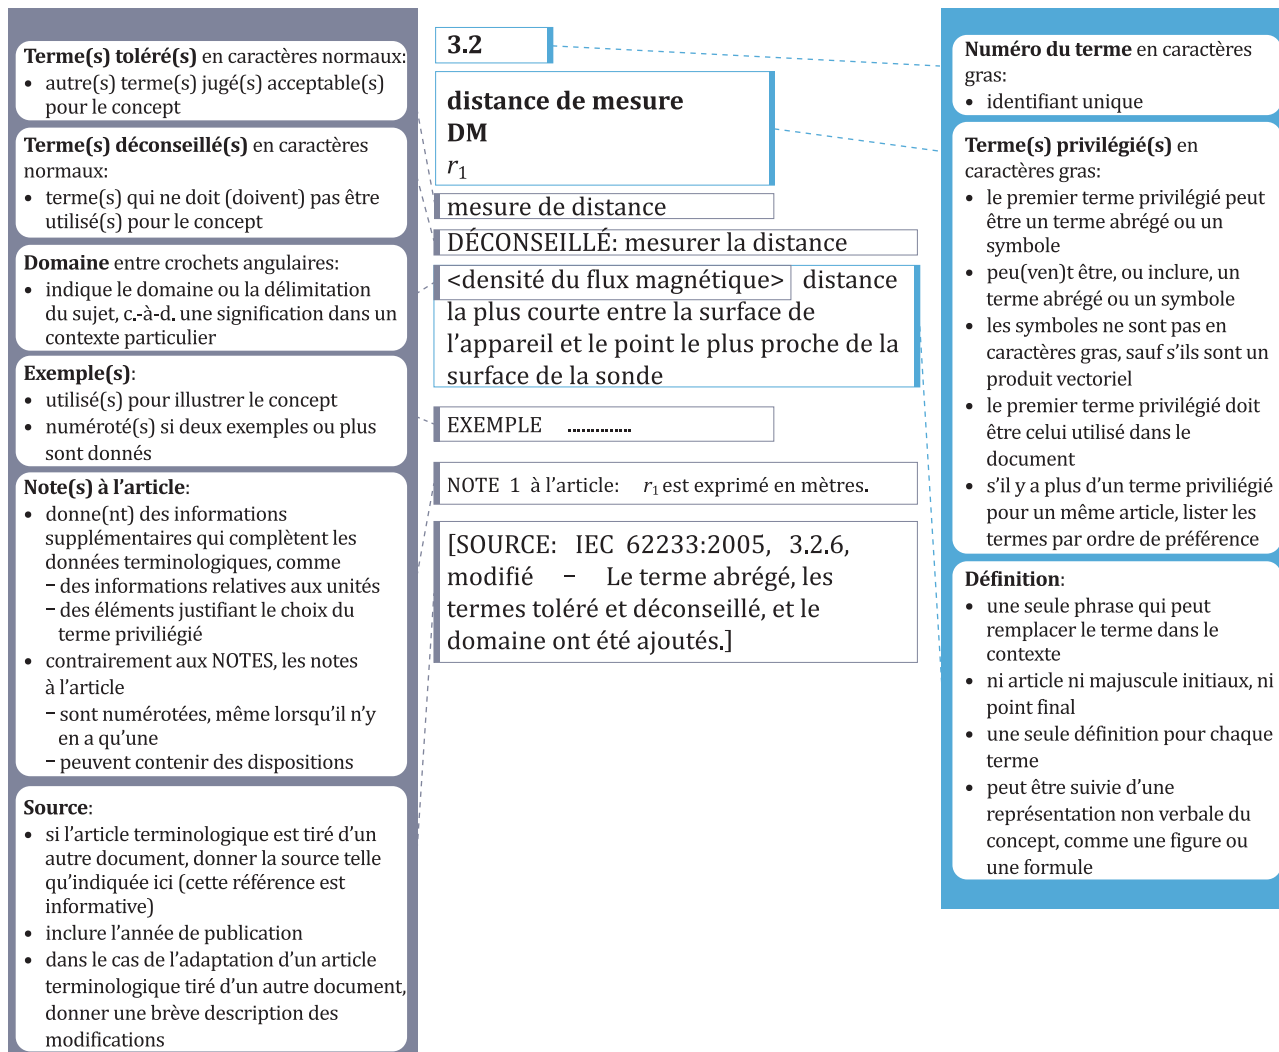 Terme(s) toléré(s) en caractères normaux:
• autre(s) terme(s) jugé(s) acceptable(s)
pour le concept
Terme(s) déconseillé(s) en caractères
normaux:
• terme(s) qui ne doit (doivent) pas être
utilisé(s) pour le concept
Domaine entre crochets angulaires:
• indique le domaine ou la délimitation
du sujet, c.-à-d. une signification dans un
contexte particulier
Exemple(s):
• utilisé(s) pour illustrer le concept
• numéroté(s) si deux exemples ou plus
sont donnés
Note(s) à l’article:
• donne(nt) des informations
supplémentaires qui complètent les
données terminologiques, comme
– des informations relatives aux unités
– des éléments justifiant le choix du
terme priviliégié
• contrairement aux NOTES, les notes
à l’article
– sont numérotées, même lorsqu’il n’y
en a qu’une
– peuvent contenir des dispositions
Source:
• si l’article terminologique est tiré d’un
autre document, donner la source telle
qu’indiquée ici (cette référence est
informative)
• inclure l’année de publication
• dans le cas de l’adaptation d’un article
terminologique tiré d’un autre document,
donner une brève description des
modifications
3.2
distance de mesure
DM
r₁
mesure de distance
DÉCONSEILLÉ: mesurer la distance
<densité du flux magnétique> distance
la plus courte entre la surface de
l’appareil et le point le plus proche de la
surface de la sonde
EXEMPLE .............
NOTE 1 à l’article: r₁ est exprimé en mètres.
[SOURCE: IEC 62233:2005, 3.2.6,
modifié – Le terme abrégé, les
termes toléré et déconseillé, et le
domaine ont été ajoutés.]
Numéro du terme en caractères
gras:
• identifiant unique
Terme(s) privilégié(s) en
caractères gras:
• le premier terme privilégié peut
être un terme abrégé ou un
symbole
• peu(ven)t être, ou inclure, un
terme abrégé ou un symbole
• les symboles ne sont pas en
caractères gras, sauf s’ils sont un
produit vectoriel
• le premier terme privilégié doit
être celui utilisé dans le
document
• s’il y a plus d’un terme priviliégié
pour un même article, lister les
termes par ordre de préférence
Définition:
• une seule phrase qui peut
remplacer le terme dans le
contexte
• ni article ni majuscule initiaux, ni
point final
• une seule définition pour chaque
terme
• peut être suivie d’une
représentation non verbale du
concept, comme une figure ou
une formule